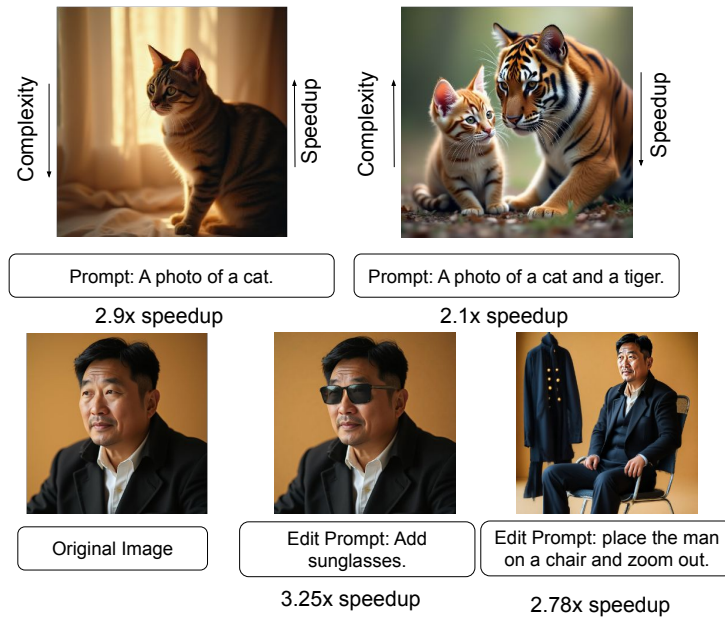 Complexity
Speedup
Complexity
Speedup
Prompt: A photo of a cat.
Prompt: A photo of a cat and a tiger.
2.9x speedup
2.1x speedup
Original Image
Edit Prompt: Add
sunglasses.
Edit Prompt: place the man
on a chair and zoom out.
3.25x speedup
2.78x speedup